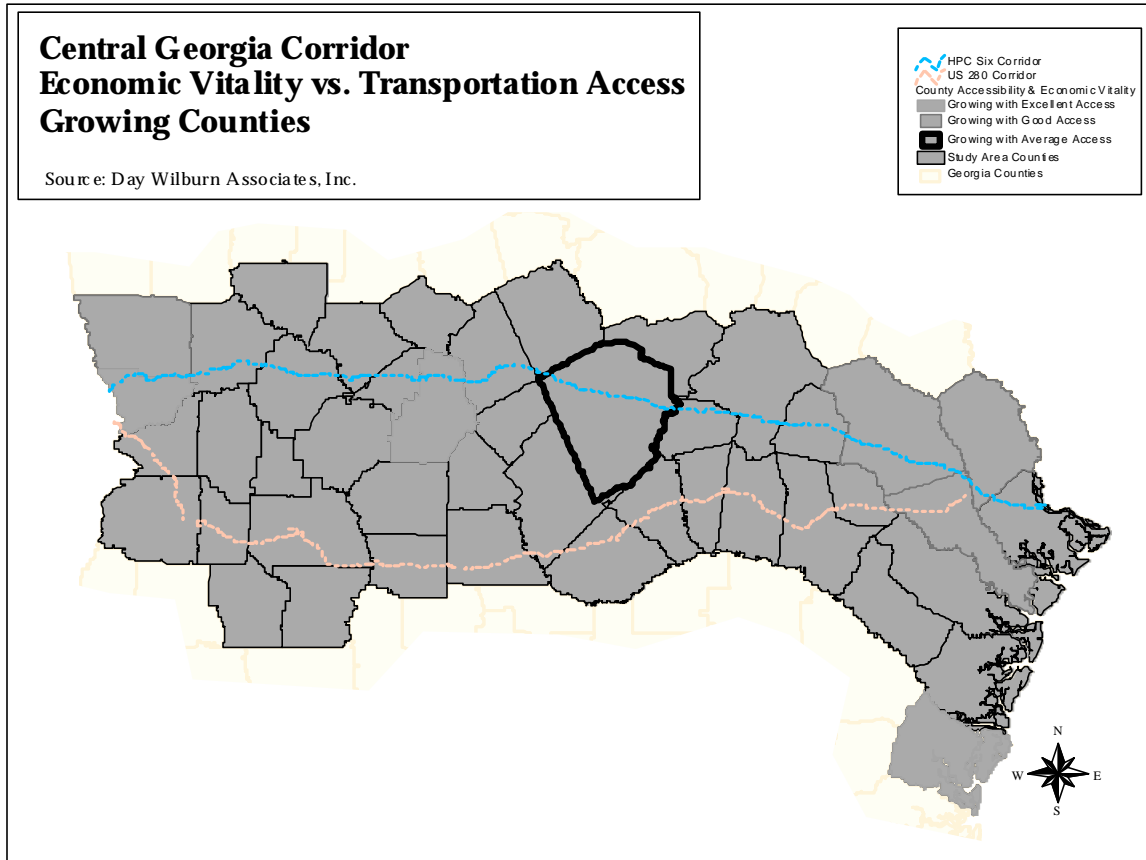 Central Georgia Corridor
Economic Vitality vs. Transportation Access
Growing Counties
Source: Day Wilburn Associates, Inc.
HPC Six Corridor
US 280 Corridor
County Accessibility & Economic Vitality
Growing with Excellent Access
Growing with Good Access
Growing with Average Access
Study Area Counties
Georgia Counties
N
W E
S